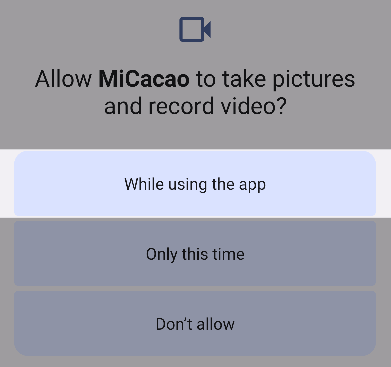 Allow MiCacao to take pictures
and record video?
While using the app
Only this time
Don't allow